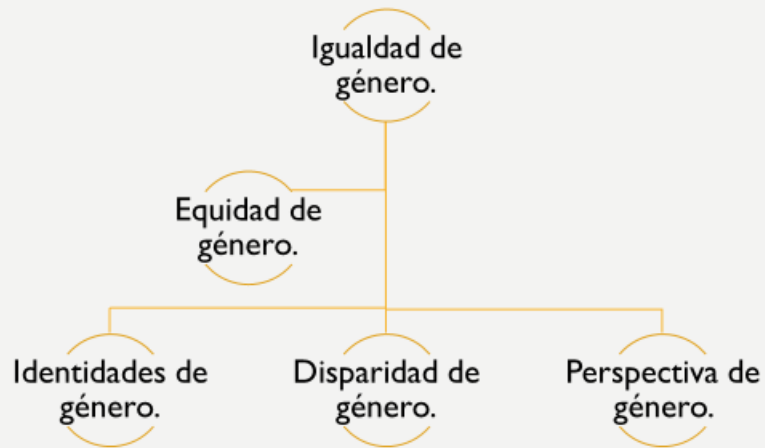 Igualdad de
género.
Equidad de
género.
Identidades de
género.
Disparidad de
género.
Perspectiva de
género.